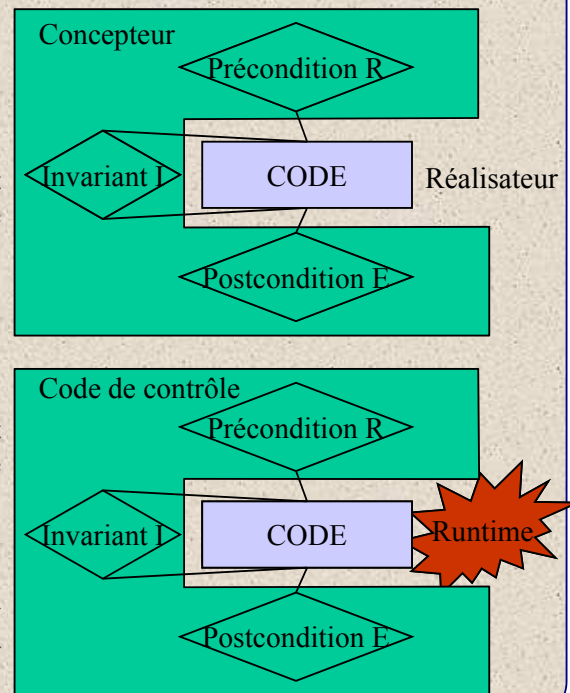 Concepteur
Précondition R
Invariant I
CODE
Réalisateur
Postcondition E
Code de contrôle
Précondition R
Invariant I
CODE
Runtime
Postcondition E